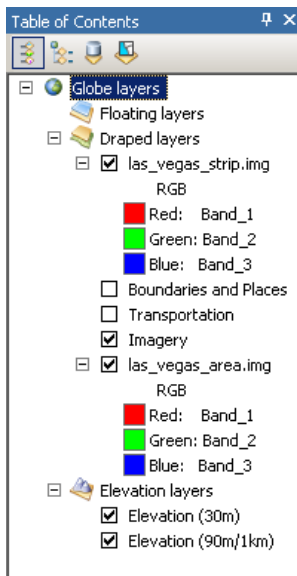 Table of Contents
Globe layers
Floating layers
Draped layers
las_vegas_strip.img
RGB
Red: Band_1
Green: Band_2
Blue: Band_3
Boundaries and Places
Transportation
Imagery
las_vegas_area.img
RGB
Red: Band_1
Green: Band_2
Blue: Band_3
Elevation layers
Elevation (30m)
Elevation (90m/1km)